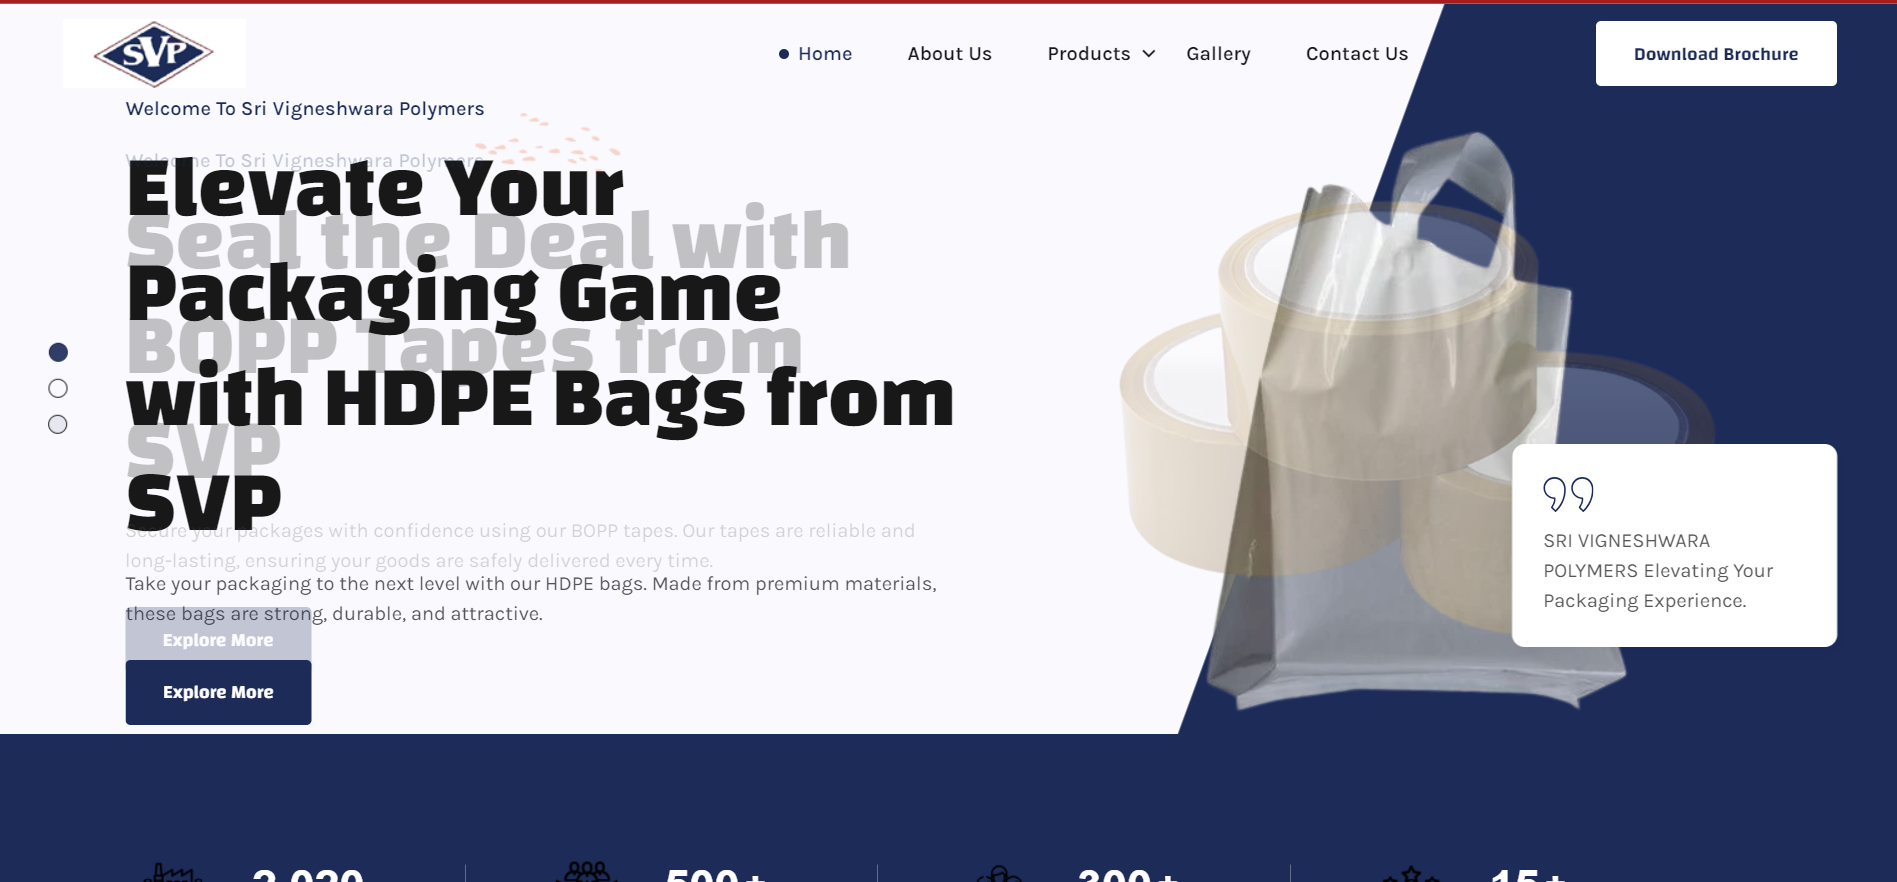 SVP
Home
About Us
Products
Gallery
Contact Us
Download Brochure
Welcome To Sri Vigneshwara Polymers
Welcome To Sri Vigneshwara Polymers
Elevate Your
Seal the Deal with
Packaging Game
BOPP Tapes from
with HDPE Bags from
SVP
SVP
Secure your packages with confidence using our BOPP tapes. Our tapes are reliable and
long-lasting, ensuring your goods are safely delivered every time.
Take your packaging to the next level with our HDPE bags. Made from premium materials,
these bags are strong, durable, and attractive.
Explore More
Explore More
SRI VIGNESHWARA
POLYMERS Elevating Your
Packaging Experience.
500+
300+
15+